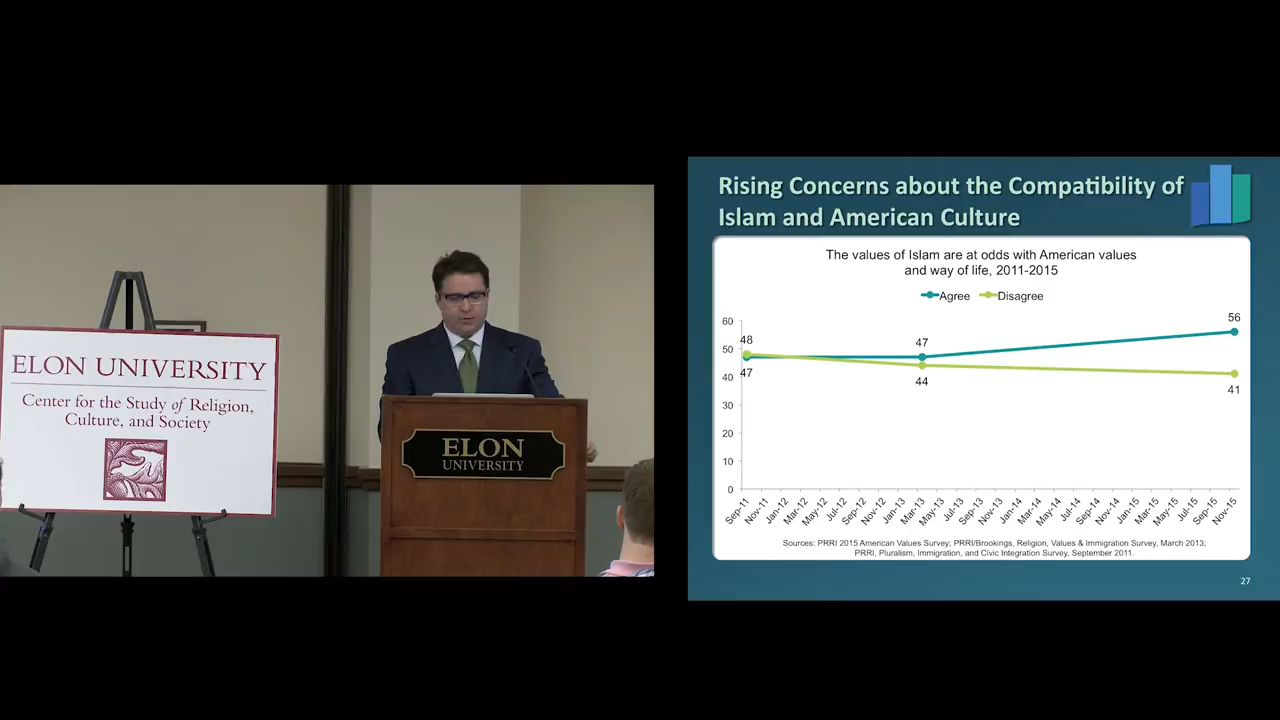 ELON UNIVERSITY
Center for the Study of Religion,
Culture, and Society
ELON
UNIVERSITY
Rising Concerns about the Compatibility of
Islam and American Culture
The values of Islam are at odds with American values
and way of life, 2011-2015
Agree Disagree
60
50
40
30
20
10
0
48
47
47
44
56
41
Sep-11 Nov-11 Jan-12 Mar-12 May-12 Jul-12 Sep-12 Nov-12 Jan-13 Mar-13 May-13 Jul-13 Sep-13 Nov-13 Jan-14 Mar-14 May-14 Jul-14 Sep-14 Nov-14 Jan-15 Mar-15 May-15 Jul-15 Sep-15 Nov-15
Sources: PRRI 2015 American Values Survey; PRRI/Brookings, Religion, Values & Immigration Survey, March 2013;
PRRI, Pluralism, Immigration, and Civic Integration Survey, September 2011.
27